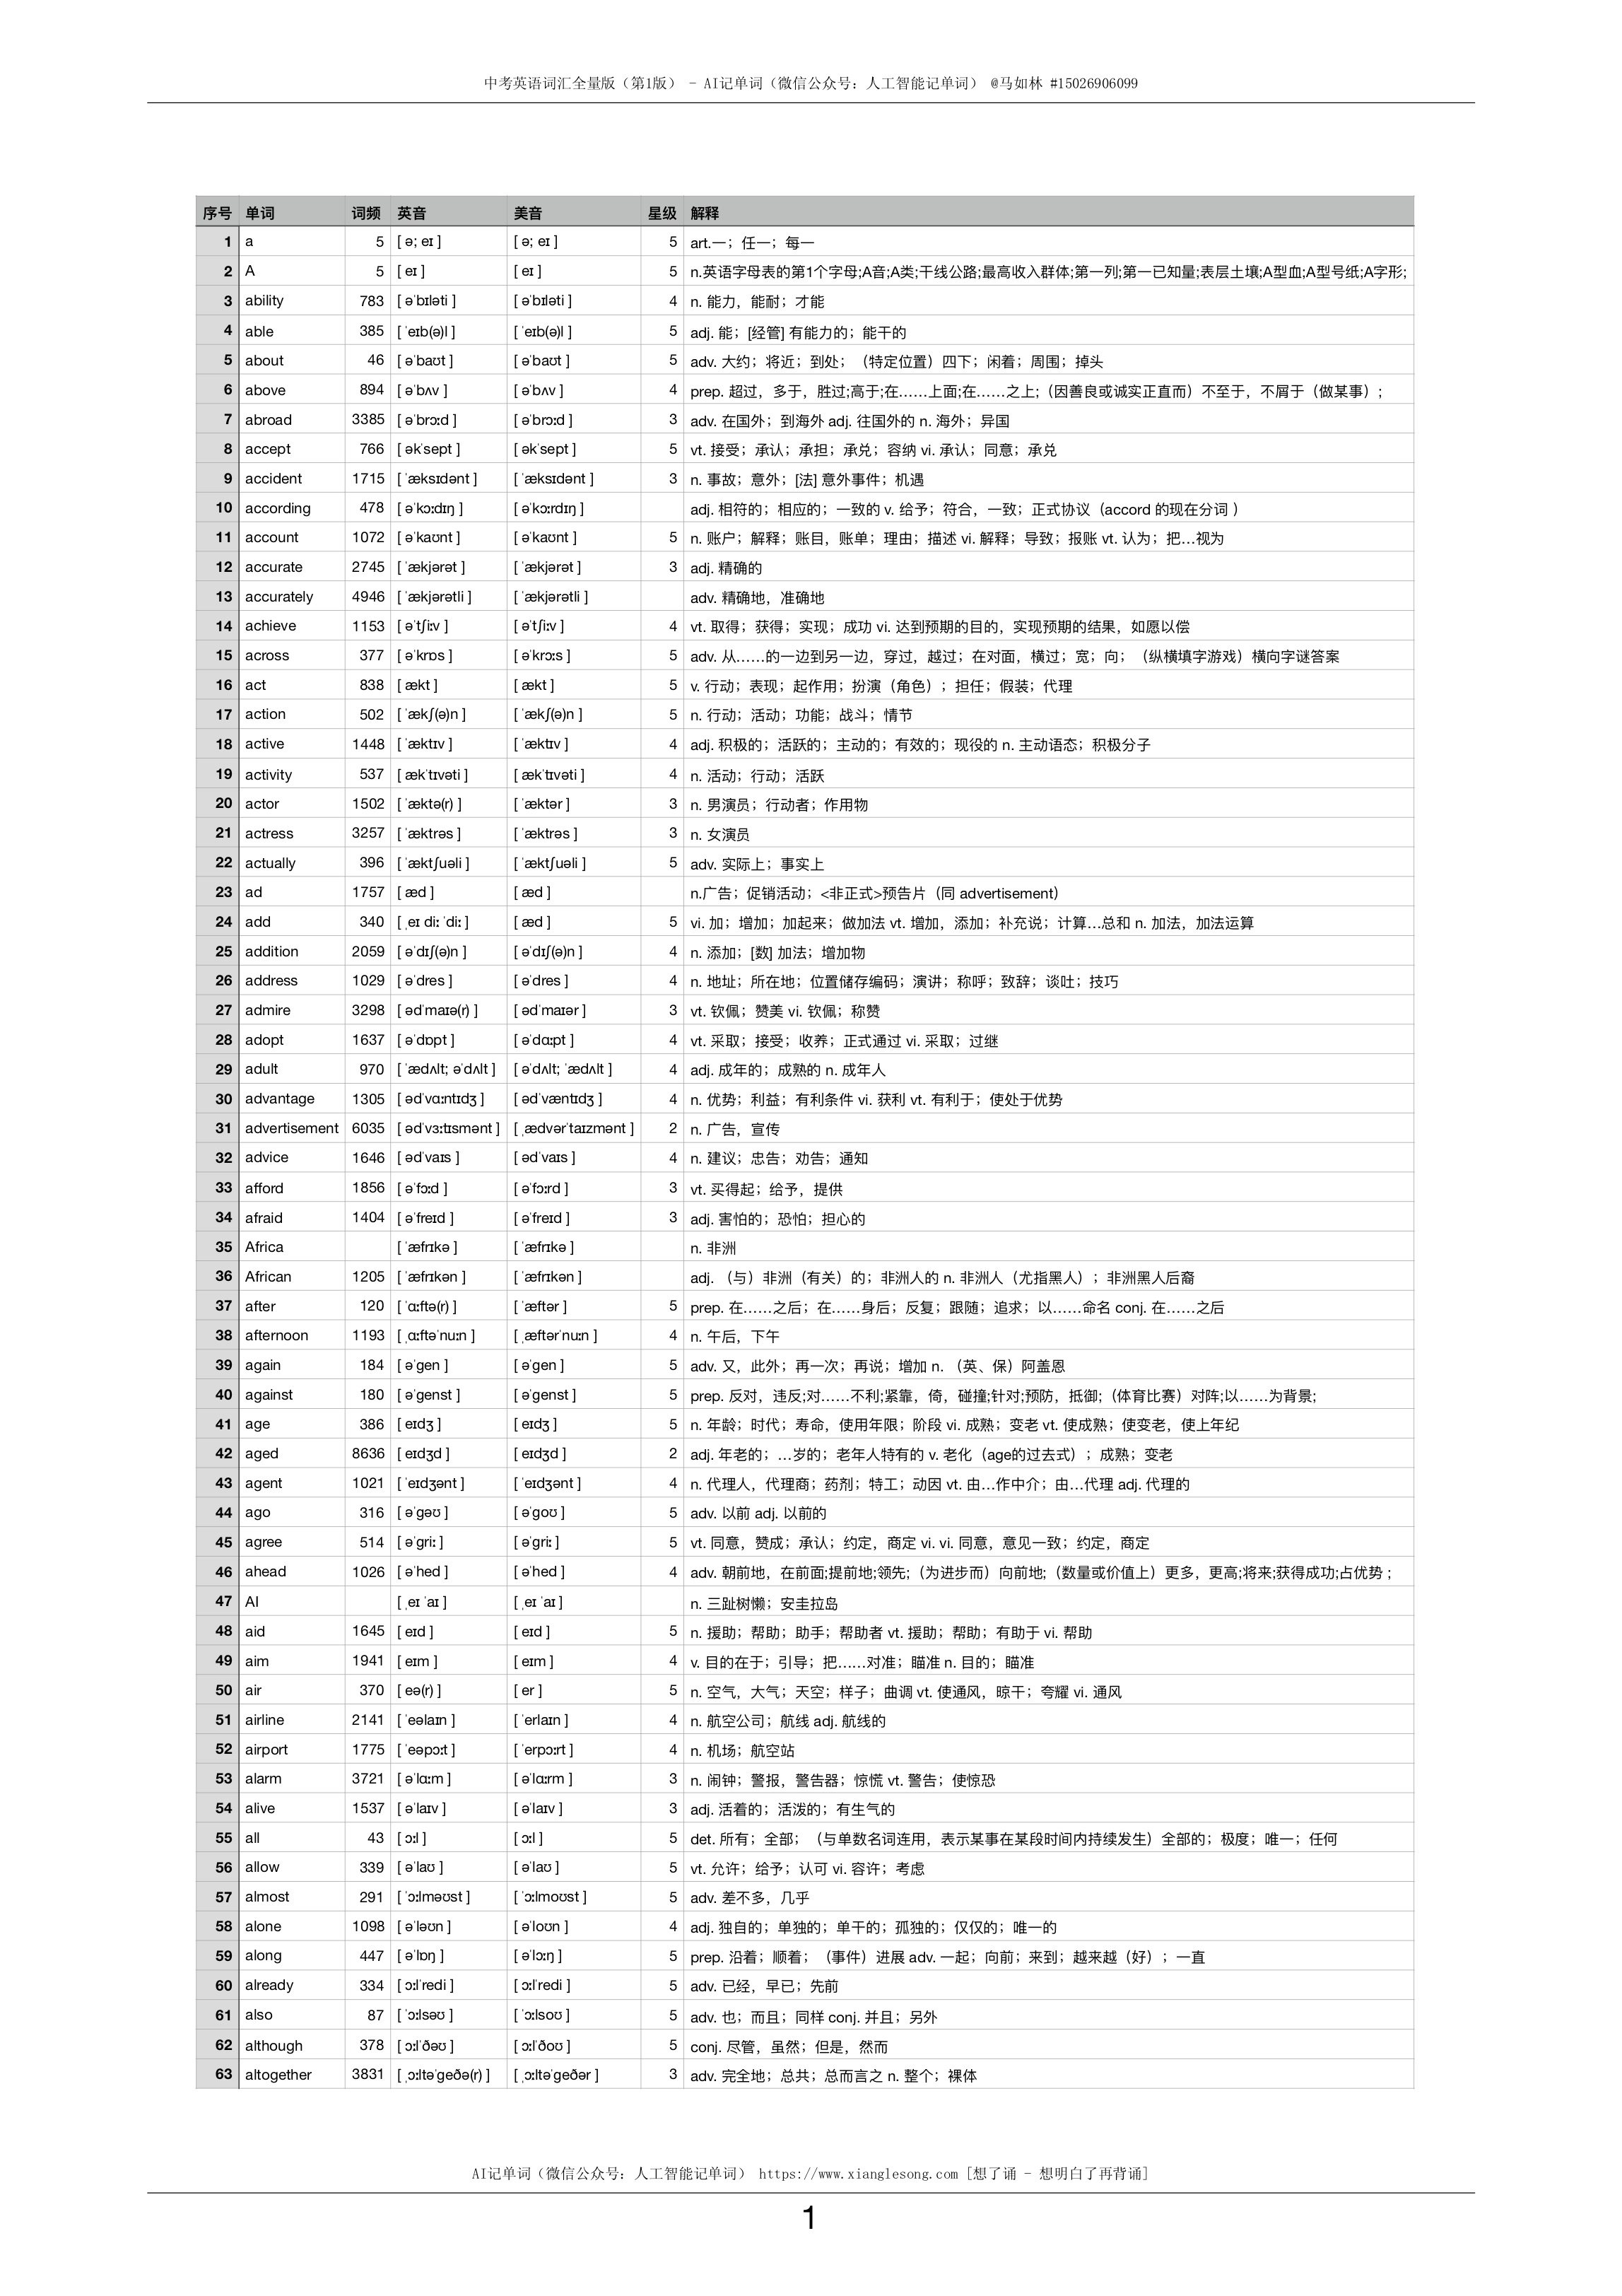 中考英语词汇全量版（第1版） - AI记单词（微信公众号：人工智能记单词） @马如林 #15026906099
序号 单词 词频 英音 美音 星级 解释
1 a 5 [ ə; eɪ ] [ ə; eɪ ] 5 art.一；任一；每一
2 A 5 [ eɪ ] [ eɪ ] 5 n.英语字母表的第1个字母;A音;A类;干线公路;最高收入群体;第一列;第一已知量;表层土壤;A型血;A型号纸;A字形;
3 ability 783 [ əˈbɪləti ] [ əˈbɪləti ] 4 n. 能力，能耐；才能
4 able 385 [ ˈeɪb(ə)l ] [ ˈeɪb(ə)l ] 5 adj. 能；[经管] 有能力的；能干的
5 about 46 [ əˈbaʊt ] [ əˈbaʊt ] 5 adv. 大约；将近；到处；（特定位置）四下；闲着；周围；掉头
6 above 894 [ əˈbʌv ] [ əˈbʌv ] 4 prep. 超过，多于，胜过;高于;在……上面;在……之上;（因善良或诚实正直而）不至于，不屑于（做某事）;
7 abroad 3385 [ əˈbrɔːd ] [ əˈbrɔːd ] 3 adv. 在国外；到海外 adj. 往国外的 n. 海外；异国
8 accept 766 [ əkˈsept ] [ əkˈsept ] 5 vt. 接受；承认；承担；承兑；容纳 vi. 承认；同意；承兑
9 accident 1715 [ ˈæksɪdənt ] [ ˈæksɪdənt ] 3 n. 事故；意外；[法] 意外事件；机遇
10 according 478 [ əˈkɔːdɪŋ ] [ əˈkɔːrdɪŋ ] adj. 相符的；相应的；一致的 v. 给予；符合，一致；正式协议（accord 的现在分词 ）
11 account 1072 [ əˈkaʊnt ] [ əˈkaʊnt ] 5 n. 账户；解释；账目，账单；理由；描述 vi. 解释；导致；报账 vt. 认为；把…视为
12 accurate 2745 [ ˈækjərət ] [ ˈækjərət ] 3 adj. 精确的
13 accurately 4946 [ ˈækjərətli ] [ ˈækjərətli ] adv. 精确地，准确地
14 achieve 1153 [ əˈtʃiːv ] [ əˈtʃiːv ] 4 vt. 取得；获得；实现；成功 vi. 达到预期的目的，实现预期的结果，如愿以偿
15 across 377 [ əˈkrɒs ] [ əˈkrɔːs ] 5 adv. 从……的一边到另一边，穿过，越过；在对面，横过；宽；向；（纵横填字游戏）横向字谜答案
16 act 838 [ ækt ] [ ækt ] 5 v. 行动；表现；起作用；扮演（角色）；担任；假装；代理
17 action 502 [ ˈækʃ(ə)n ] [ ˈækʃ(ə)n ] 5 n. 行动；活动；功能；战斗；情节
18 active 1448 [ ˈæktɪv ] [ ˈæktɪv ] 4 adj. 积极的；活跃的；主动的；有效的；现役的 n. 主动语态；积极分子
19 activity 537 [ ækˈtɪvəti ] [ ækˈtɪvəti ] 4 n. 活动；行动；活跃
20 actor 1502 [ ˈæktə(r) ] [ ˈæktər ] 3 n. 男演员；行动者；作用物
21 actress 3257 [ ˈæktrəs ] [ ˈæktrəs ] 3 n. 女演员
22 actually 396 [ ˈæktʃuəli ] [ ˈæktʃuəli ] 5 adv. 实际上；事实上
23 ad 1757 [ æd ] [ æd ] n.广告；促销活动；<非正式>预告片（同 advertisement）
24 add 340 [ ˌeɪ diː ˈdiː ] [ æd ] 5 vi. 加；增加；加起来；做加法 vt. 增加，添加；补充说；计算…总和 n. 加法，加法运算
25 addition 2059 [ əˈdɪʃ(ə)n ] [ əˈdɪʃ(ə)n ] 4 n. 添加；[数] 加法；增加物
26 address 1029 [ əˈdres ] [ əˈdres ] 4 n. 地址；所在地；位置储存编码；演讲；称呼；致辞；谈吐；技巧
27 admire 3298 [ ədˈmaɪə(r) ] [ ədˈmaɪər ] 3 vt. 钦佩；赞美 vi. 钦佩；称赞
28 adopt 1637 [ əˈdɒpt ] [ əˈdɑːpt ] 4 vt. 采取；接受；收养；正式通过 vi. 采取；过继
29 adult 970 [ ˈædʌlt; əˈdʌlt ] [ əˈdʌlt; ˈædʌlt ] 4 adj. 成年的；成熟的 n. 成年人
30 advantage 1305 [ ədˈvɑːntɪdʒ ] [ ədˈvæntɪdʒ ] 4 n. 优势；利益；有利条件 vi. 获利 vt. 有利于；使处于优势
31 advertisement 6035 [ ədˈvɜːtɪsmənt ] [ ˌædvərˈtaɪzmənt ] 2 n. 广告，宣传
32 advice 1646 [ ədˈvaɪs ] [ ədˈvaɪs ] 4 n. 建议；忠告；劝告；通知
33 afford 1856 [ əˈfɔːd ] [ əˈfɔːrd ] 3 vt. 买得起；给予，提供
34 afraid 1404 [ əˈfreɪd ] [ əˈfreɪd ] 3 adj. 害怕的；恐怕；担心的
35 Africa [ ˈæfrɪkə ] [ ˈæfrɪkə ] n. 非洲
36 African 1205 [ ˈæfrɪkən ] [ ˈæfrɪkən ] adj. （与）非洲（有关）的；非洲人的 n. 非洲人（尤指黑人）；非洲黑人后裔
37 after 120 [ ˈɑːftə(r) ] [ ˈæftər ] 5 prep. 在……之后；在……身后；反复；跟随；追求；以……命名 conj. 在……之后
38 afternoon 1193 [ ˌɑːftəˈnuːn ] [ ˌæftərˈnuːn ] 4 n. 午后，下午
39 again 184 [ əˈɡen ] [ əˈɡen ] 5 adv. 又，此外；再一次；再说；增加 n. （英、保）阿盖恩
40 against 180 [ əˈɡenst ] [ əˈɡenst ] 5 prep. 反对，违反;对……不利;紧靠，倚，碰撞;针对;预防，抵御;（体育比赛）对阵;以……为背景;
41 age 386 [ eɪdʒ ] [ eɪdʒ ] 5 n. 年龄；时代；寿命，使用年限；阶段 vi. 成熟；变老 vt. 使成熟；使变老，使上年纪
42 aged 8636 [ eɪdʒd ] [ eɪdʒd ] 2 adj. 年老的；…岁的；老年人特有的 v. 老化（age的过去式）；成熟；变老
43 agent 1021 [ ˈeɪdʒənt ] [ ˈeɪdʒənt ] 4 n. 代理人，代理商；药剂；特工；动因 vt. 由…作中介；由…代理 adj. 代理的
44 ago 316 [ əˈɡəʊ ] [ əˈɡoʊ ] 5 adv. 以前 adj. 以前的
45 agree 514 [ əˈɡriː ] [ əˈɡriː ] 5 vt. 同意，赞成；承认；约定，商定 vi. vi. 同意，意见一致；约定，商定
46 ahead 1026 [ əˈhed ] [ əˈhed ] 4 adv. 朝前地，在前面;提前地;领先;（为进步而）向前地;（数量或价值上）更多，更高;将来;获得成功;占优势 ;
47 AI [ ˌeɪ ˈaɪ ] [ ˌeɪ ˈaɪ ] n. 三趾树懒；安圭拉岛
48 aid 1645 [ eɪd ] [ eɪd ] 5 n. 援助；帮助；助手；帮助者 vt. 援助；帮助；有助于 vi. 帮助
49 aim 1941 [ eɪm ] [ eɪm ] 4 v. 目的在于；引导；把……对准；瞄准 n. 目的；瞄准
50 air 370 [ eə(r) ] [ er ] 5 n. 空气，大气；天空；样子；曲调 vt. 使通风，晾干；夸耀 vi. 通风
51 airline 2141 [ ˈeəlaɪn ] [ ˈerlaɪn ] 4 n. 航空公司；航线 adj. 航线的
52 airport 1775 [ ˈeəpɔːt ] [ ˈerpɔːrt ] 4 n. 机场；航空站
53 alarm 3721 [ əˈlɑːm ] [ əˈlɑːrm ] 3 n. 闹钟；警报，警告器；惊慌 vt. 警告；使惊恐
54 alive 1537 [ əˈlaɪv ] [ əˈlaɪv ] 3 adj. 活着的；活泼的；有生气的
55 all 43 [ ɔːl ] [ ɔːl ] 5 det. 所有；全部；（与单数名词连用，表示某事在某段时间内持续发生）全部的；极度；唯一；任何
56 allow 339 [ əˈlaʊ ] [ əˈlaʊ ] 5 vt. 允许；给予；认可 vi. 容许；考虑
57 almost 291 [ ˈɔːlməʊst ] [ ˈɔːlmoʊst ] 5 adv. 差不多，几乎
58 alone 1098 [ əˈləʊn ] [ əˈloʊn ] 4 adj. 独自的；单独的；单干的；孤独的；仅仅的；唯一的
59 along 447 [ əˈlɒŋ ] [ əˈlɔːŋ ] 5 prep. 沿着；顺着；（事件）进展 adv. 一起；向前；来到；越来越（好）；一直
60 already 334 [ ɔːlˈredi ] [ ɔːlˈredi ] 5 adv. 已经，早已；先前
61 also 87 [ ˈɔːlsəʊ ] [ ˈɔːlsoʊ ] 5 adv. 也；而且；同样 conj. 并且；另外
62 although 378 [ ɔːlˈðəʊ ] [ ɔːlˈðoʊ ] 5 conj. 尽管，虽然；但是，然而
63 altogether 3831 [ ˌɔːltəˈɡeðə(r) ] [ ˌɔːltəˈɡeðər ] 3 adv. 完全地；总共；总而言之 n. 整个；裸体
AI记单词（微信公众号：人工智能记单词） https://www.xianglesong.com [想了诵 - 想明白了再背诵]
1